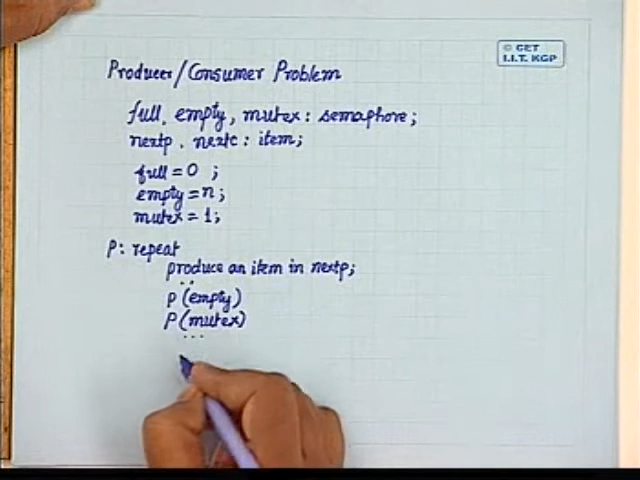 © CET
I.I.T. KGP
Producer/Consumer Problem
full, empty, mutex : semaphore;
nextp, nextc : item;
full = 0 ;
empty = n;
mutex = 1;
P: repeat
produce an item in nextp;
..
P(empty)
P(mutex)
...